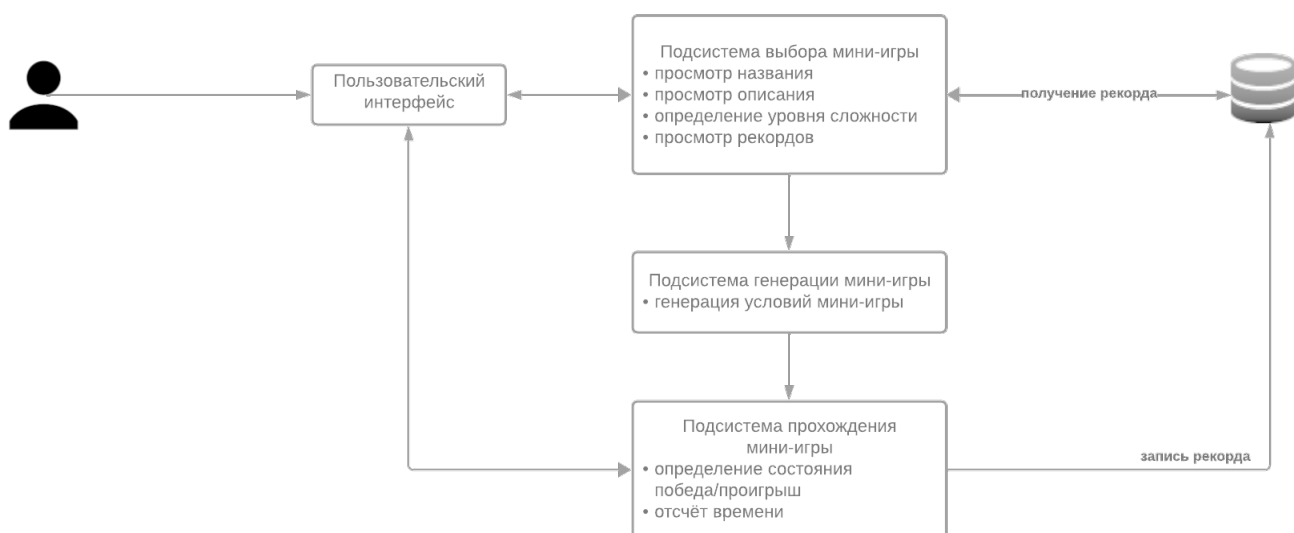 Пользовательский
интерфейс
Подсистема выбора мини-игры
• просмотр названия
• просмотр описания
• определение уровня сложности
• просмотр рекордов
получение рекорда
Подсистема генерации мини-игры
• генерация условий мини-игры
Подсистема прохождения
мини-игры
• определение состояния
победа/проигрыш
• отсчёт времени
запись рекорда